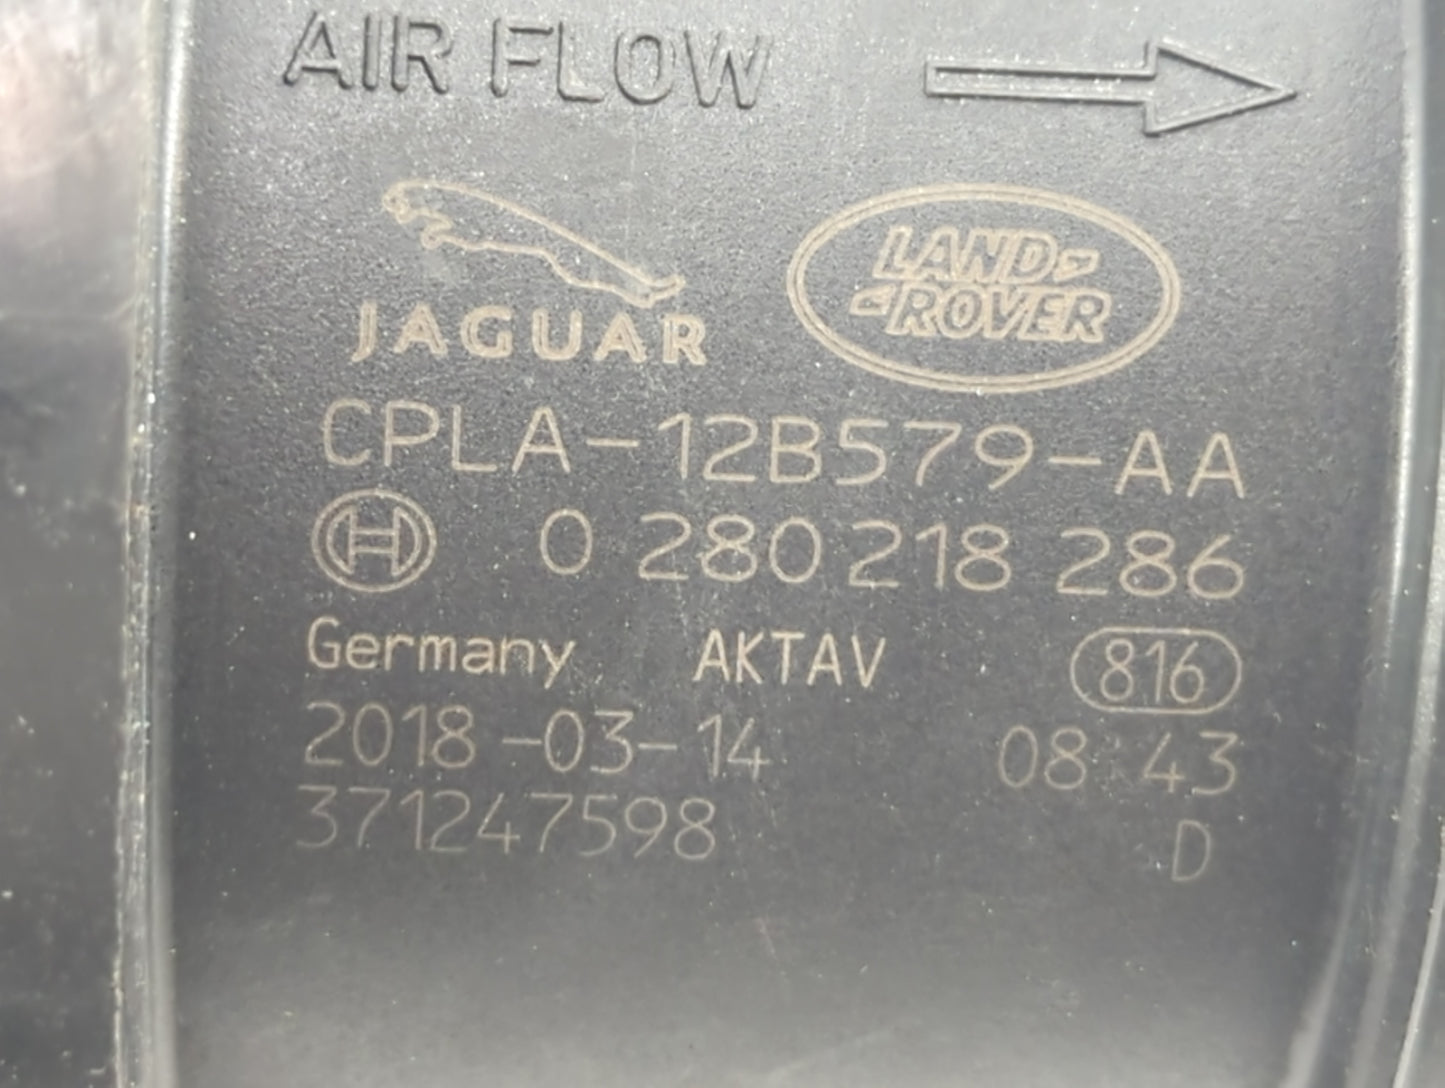 AIR FLOW
JAGUAR
LAND
ROVER
CPLA-12B579-AA
H 0 280 218 286
Germany AKTAV 816
2018-03-14 08:43
371247598 D